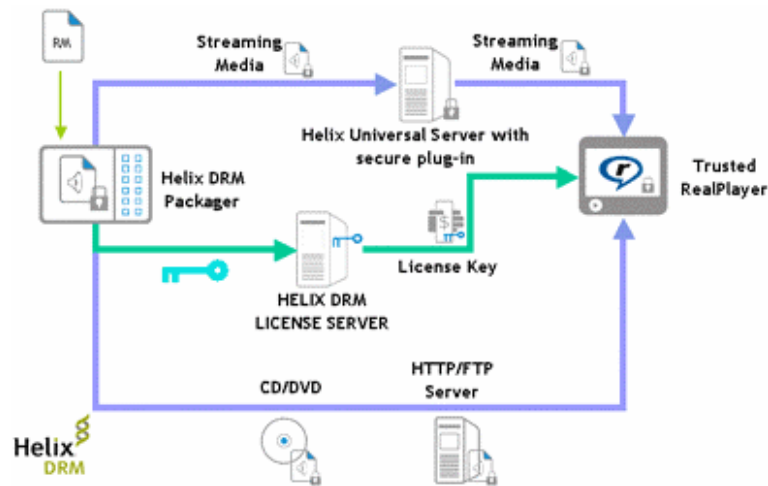 RM
Streaming
Media
Streaming
Media
Helix Universal Server with
secure plug-in
Helix DRM
Packager
Trusted
RealPlayer
r
$
License Key
HELIX DRM
LICENSE SERVER
CD/DVD
HTTP/FTP
Server
Helix
DRM